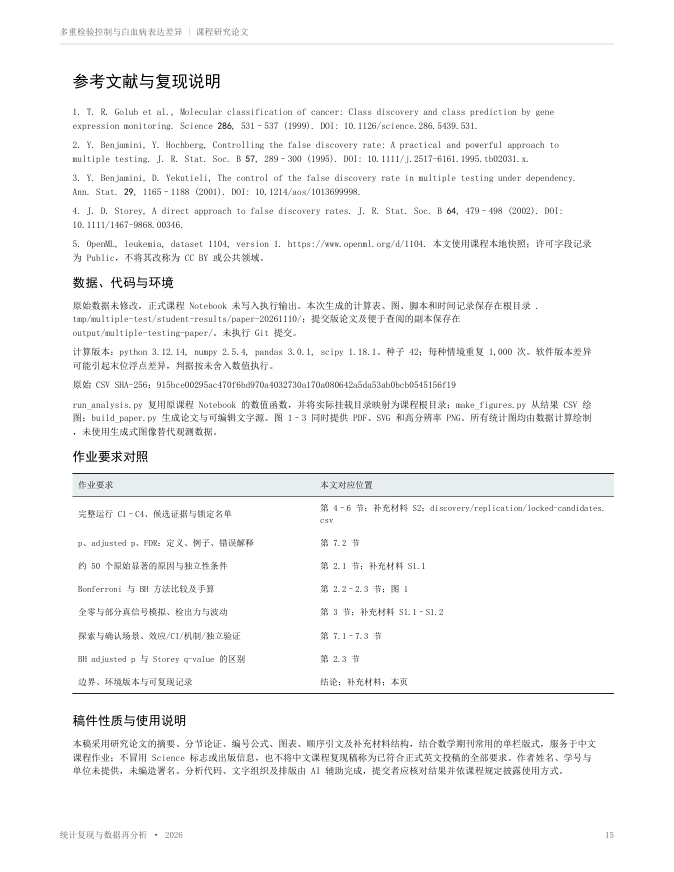 多重检验控制与白血病表达差异 | 课程研究论文
参考文献与复现说明
1. T. R. Golub et al., Molecular classification of cancer: Class discovery and class prediction by gene
expression monitoring. Science 286, 531–537 (1999). DOI: 10.1126/science.286.5439.531.
2. Y. Benjamini, Y. Hochberg, Controlling the false discovery rate: A practical and powerful approach to
multiple testing. J. R. Stat. Soc. B 57, 289–300 (1995). DOI: 10.1111/j.2517-6161.1995.tb02031.x.
3. Y. Benjamini, D. Yekutieli, The control of the false discovery rate in multiple testing under dependency.
Ann. Stat. 29, 1165–1188 (2001). DOI: 10.1214/aos/1013699998.
4. J. D. Storey, A direct approach to false discovery rates. J. R. Stat. Soc. B 64, 479–498 (2002). DOI:
10.1111/1467-9868.00346.
5. OpenML, leukemia, dataset 1104, version 1. https://www.openml.org/d/1104. 本文使用课程本地快照；许可字段记录
为 Public，不将其改称为 CC BY 或公共领域。
数据、代码与环境
原始数据未修改，正式课程 Notebook 未写入执行输出。本次生成的计算表、图、脚本和时间记录保存在根目录 .
tmp/multiple-test/student-results/paper-20261110/；提交版论文及便于查阅的副本保存在
output/multiple-testing-paper/。未执行 Git 提交。
计算版本：python 3.12.14, numpy 2.5.4, pandas 3.0.1, scipy 1.18.1。种子 42；每种情境重复 1,000 次。软件版本差异
可能引起末位浮点差异，判据按未舍入数值执行。
原始 CSV SHA-256：915bce00295ac470f6bd970a4032730a170a080642a5da53ab0bcb0545156f19
run_analysis.py 复用原课程 Notebook 的数值函数，并将实际挂载目录映射为课程根目录；make_figures.py 从结果 CSV 绘
图；build_paper.py 生成论文与可编辑文字源。图 1–3 同时提供 PDF、SVG 和高分辨率 PNG。所有统计图均由数据计算绘制
，未使用生成式图像替代观测数据。
作业要求对照
作业要求 本文对应位置
完整运行 C1–C4、候选证据与锁定名单 第 4–6 节；补充材料 S2；discovery/replication/locked-candidates.
csv
p、adjusted p、FDR：定义、例子、错误解释 第 7.2 节
约 50 个原始显著的原因与独立性条件 第 2.1 节；补充材料 S1.1
Bonferroni 与 BH 方法比较及手算 第 2.2–2.3 节；图 1
全零与部分真信号模拟、检出力与波动 第 3 节；补充材料 S1.1–S1.2
探索与确认场景、效应/CI/机制/独立验证 第 7.1–7.3 节
BH adjusted p 与 Storey q-value 的区别 第 2.3 节
边界、环境版本与可复现记录 结论；补充材料；本页
稿件性质与使用说明
本稿采用研究论文的摘要、分节论证、编号公式、图表、顺序引文及补充材料结构，结合数学期刊常用的单栏版式，服务于中文
课程作业；不冒用 Science 标志或出版信息，也不将中文课程复现稿称为已符合正式英文投稿的全部要求。作者姓名、学号与
单位未提供，未编造署名。分析代码、文字组织及排版由 AI 辅助完成，提交者应核对结果并依课程规定披露使用方式。
统计复现与数据再分析 • 2026
15